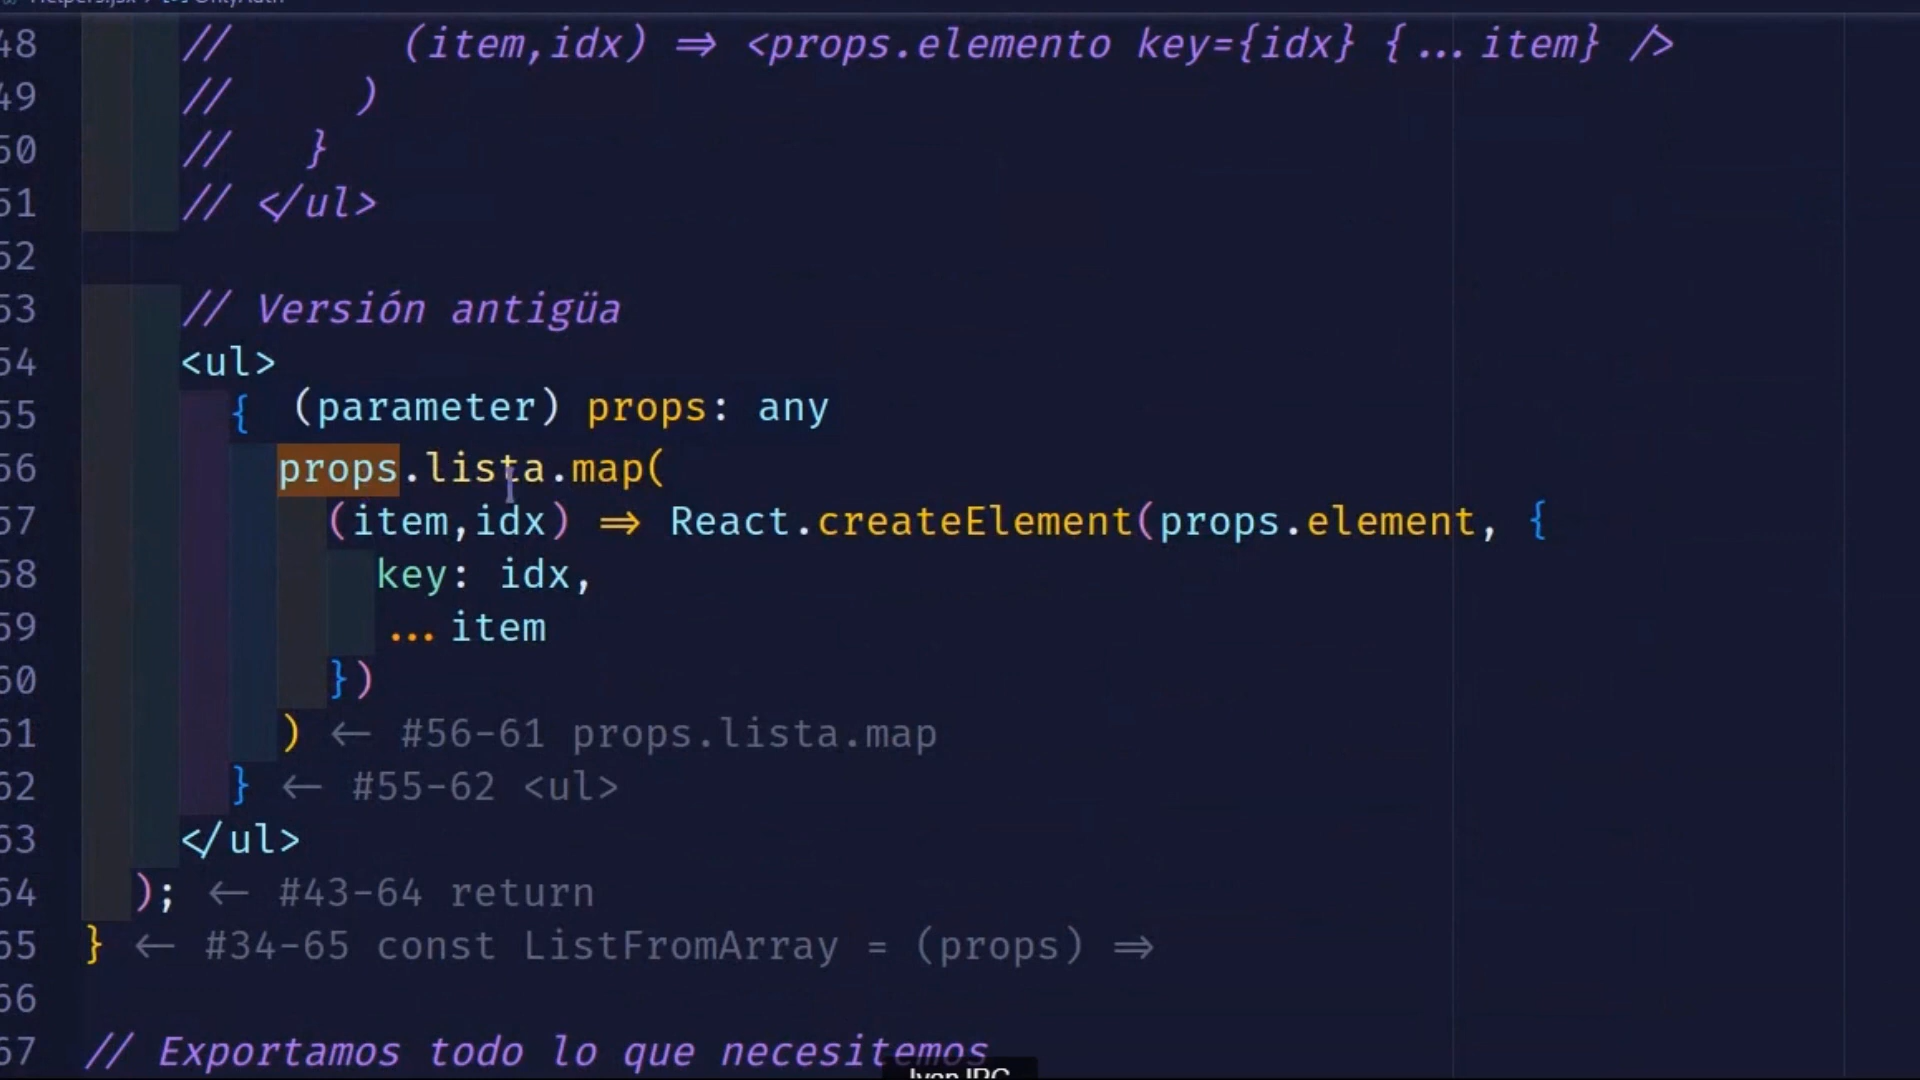 Helpers.jsx > OnlyAuth
48 // (item,idx) => <props.elemento key={idx} {...item} />
49 // )
50 // }
51 // </ul>
52
53 // Versión antigüa
54 <ul>
55 { (parameter) props: any
56 props.lista.map(
57 (item,idx) => React.createElement(props.element, {
58 key: idx,
59 ...item
60 })
61 ) ← #56-61 props.lista.map
62 } ← #55-62 <ul>
63 </ul>
64 ); ← #43-64 return
65 } ← #34-65 const ListFromArray = (props) =>
66
67 // Exportamos todo lo que necesitemos